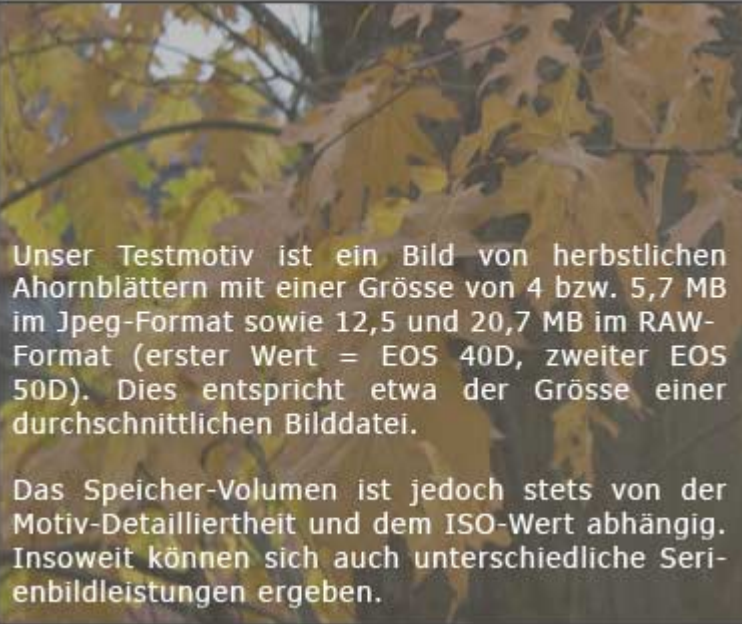 Unser Testmotiv ist ein Bild von herbstlichen
Ahornblättern mit einer Grösse von 4 bzw. 5,7 MB
im Jpeg-Format sowie 12,5 und 20,7 MB im RAW-
Format (erster Wert = EOS 40D, zweiter EOS
50D). Dies entspricht etwa der Grösse einer
durchschnittlichen Bilddatei.
Das Speicher-Volumen ist jedoch stets von der
Motiv-Detailliertheit und dem ISO-Wert abhängig.
Insoweit können sich auch unterschiedliche Seri-
enbildleistungen ergeben.